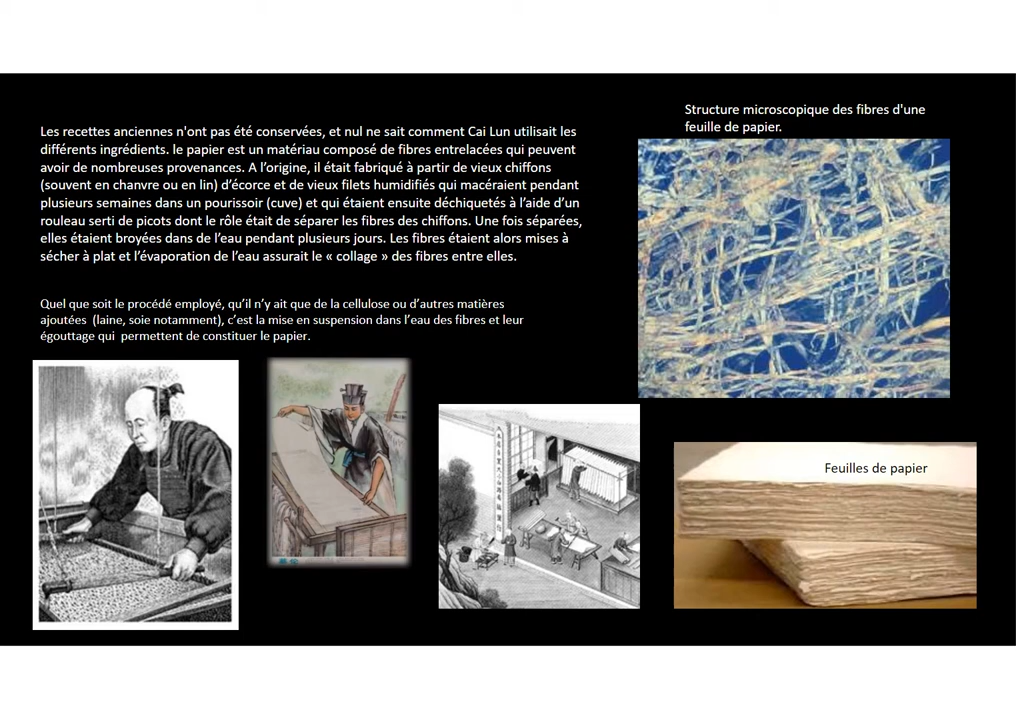 Les recettes anciennes n'ont pas été conservées, et nul ne sait comment Cai Lun utilisait les
différents ingrédients. le papier est un matériau composé de fibres entrelacées qui peuvent
avoir de nombreuses provenances. A l'origine, il était fabriqué à partir de vieux chiffons
(souvent en chanvre ou en lin) d'écorce et de vieux filets humidifiés qui macéraient pendant
plusieurs semaines dans un pourissoir (cuve) et qui étaient ensuite déchiquetés à l'aide d'un
rouleau serti de picots dont le rôle était de séparer les fibres des chiffons. Une fois séparées,
elles étaient broyées dans de l'eau pendant plusieurs jours. Les fibres étaient alors mises à
sécher à plat et l'évaporation de l'eau assurait le « collage » des fibres entre elles.
Quel que soit le procédé employé, qu'il n'y ait que de la cellulose ou d'autres matières
ajoutées (laine, soie notamment), c'est la mise en suspension dans l'eau des fibres et leur
égouttage qui permettent de constituer le papier.
Structure microscopique des fibres d'une
feuille de papier.
Feuilles de papier